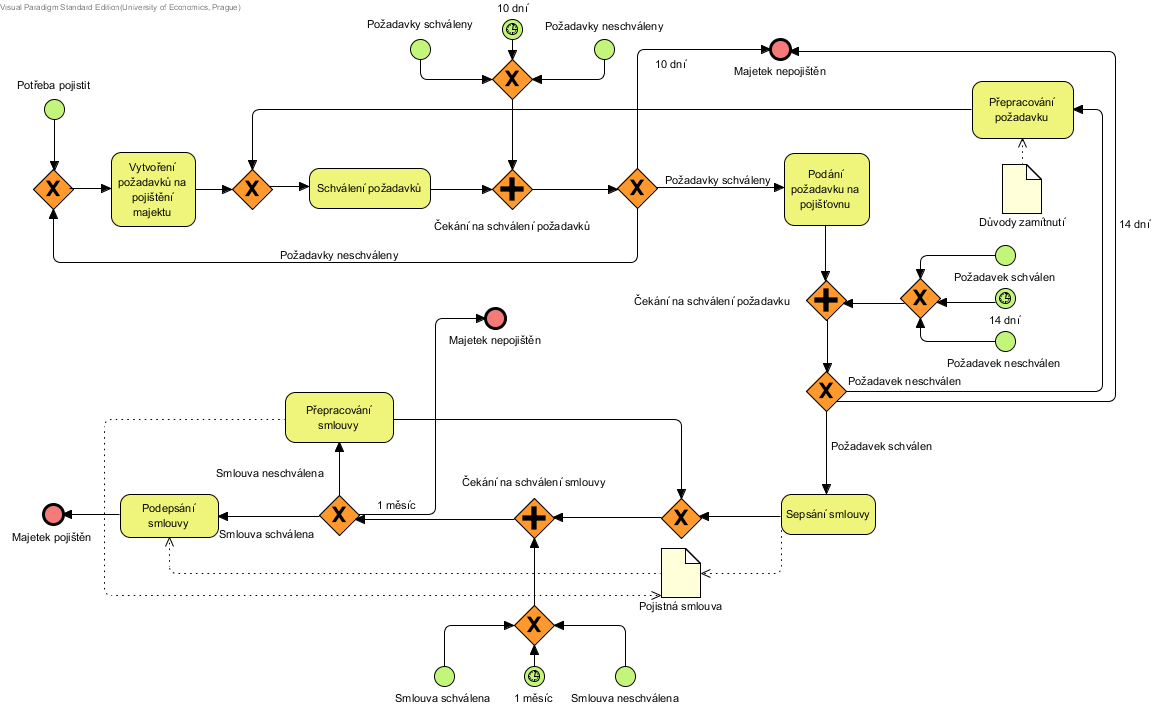 Visual Paradigm Standard Edition(University of Economics, Prague)
10 dní
Požadavky schváleny
Požadavky neschváleny
10 dní
Majetek nepojištěn
Potřeba pojistit
Přepracování
požadavku
Vytvoření
požadavků na
pojištění
majektu
Schválení požadavků
Čekání na schválení požadavků
Požadavky schváleny
Podání
požadavku na
pojišťovnu
Důvody zamítnutí
14 dní
Požadavky neschváleny
Požadavek schválen
Čekání na schválení požadavku
14 dní
Požadavek neschválen
Majetek nepojištěn
Požadavek neschválen
Přepracování
smlouvy
Požadavek schválen
Smlouva neschválena
Čekání na schválení smlouvy
1 měsíc
Podepsání
smlouvy
Sepsání smlouvy
Majetek pojištěn
Smlouva schválena
Pojistná smlouva
Smlouva schválena
1 měsíc
Smlouva neschválena